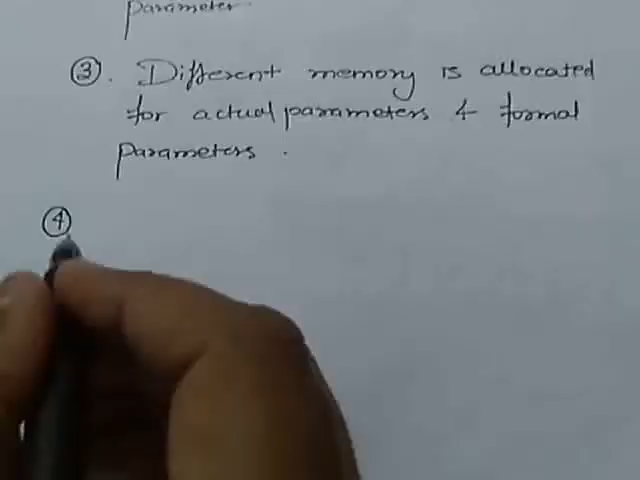 parameter
③. Different memory is allocated
for actual parameters & formal
parameters.
④